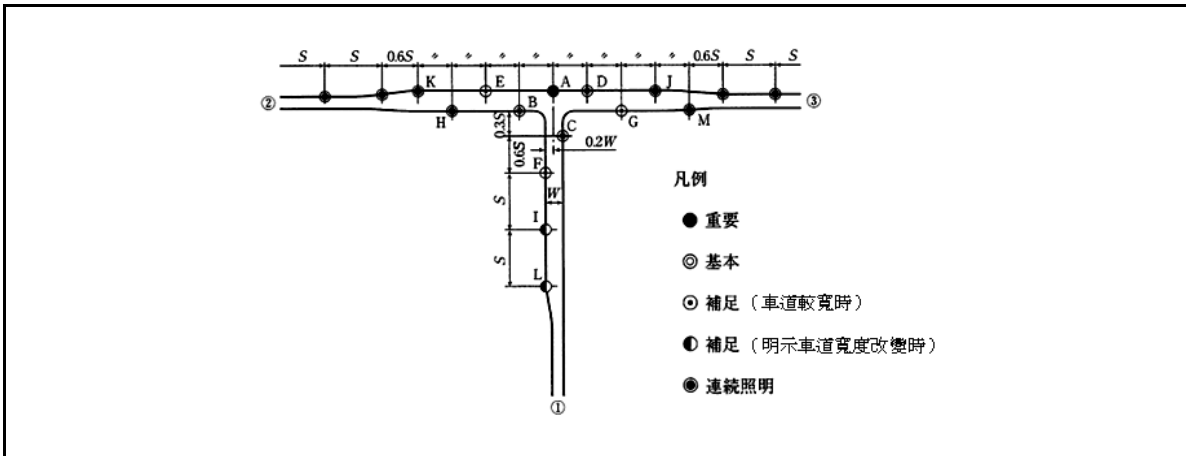 S S 0.6S 〃 〃 〃 〃 〃 〃 〃 〃 0.6S S S
K E A D J
② ③
H B G M
C
0.3S
0.2W
0.6S
F
W
S
I
S
L
①
凡例
重要
基本
補足（車道較寬時）
補足（明示車道寬度改變時）
連続照明